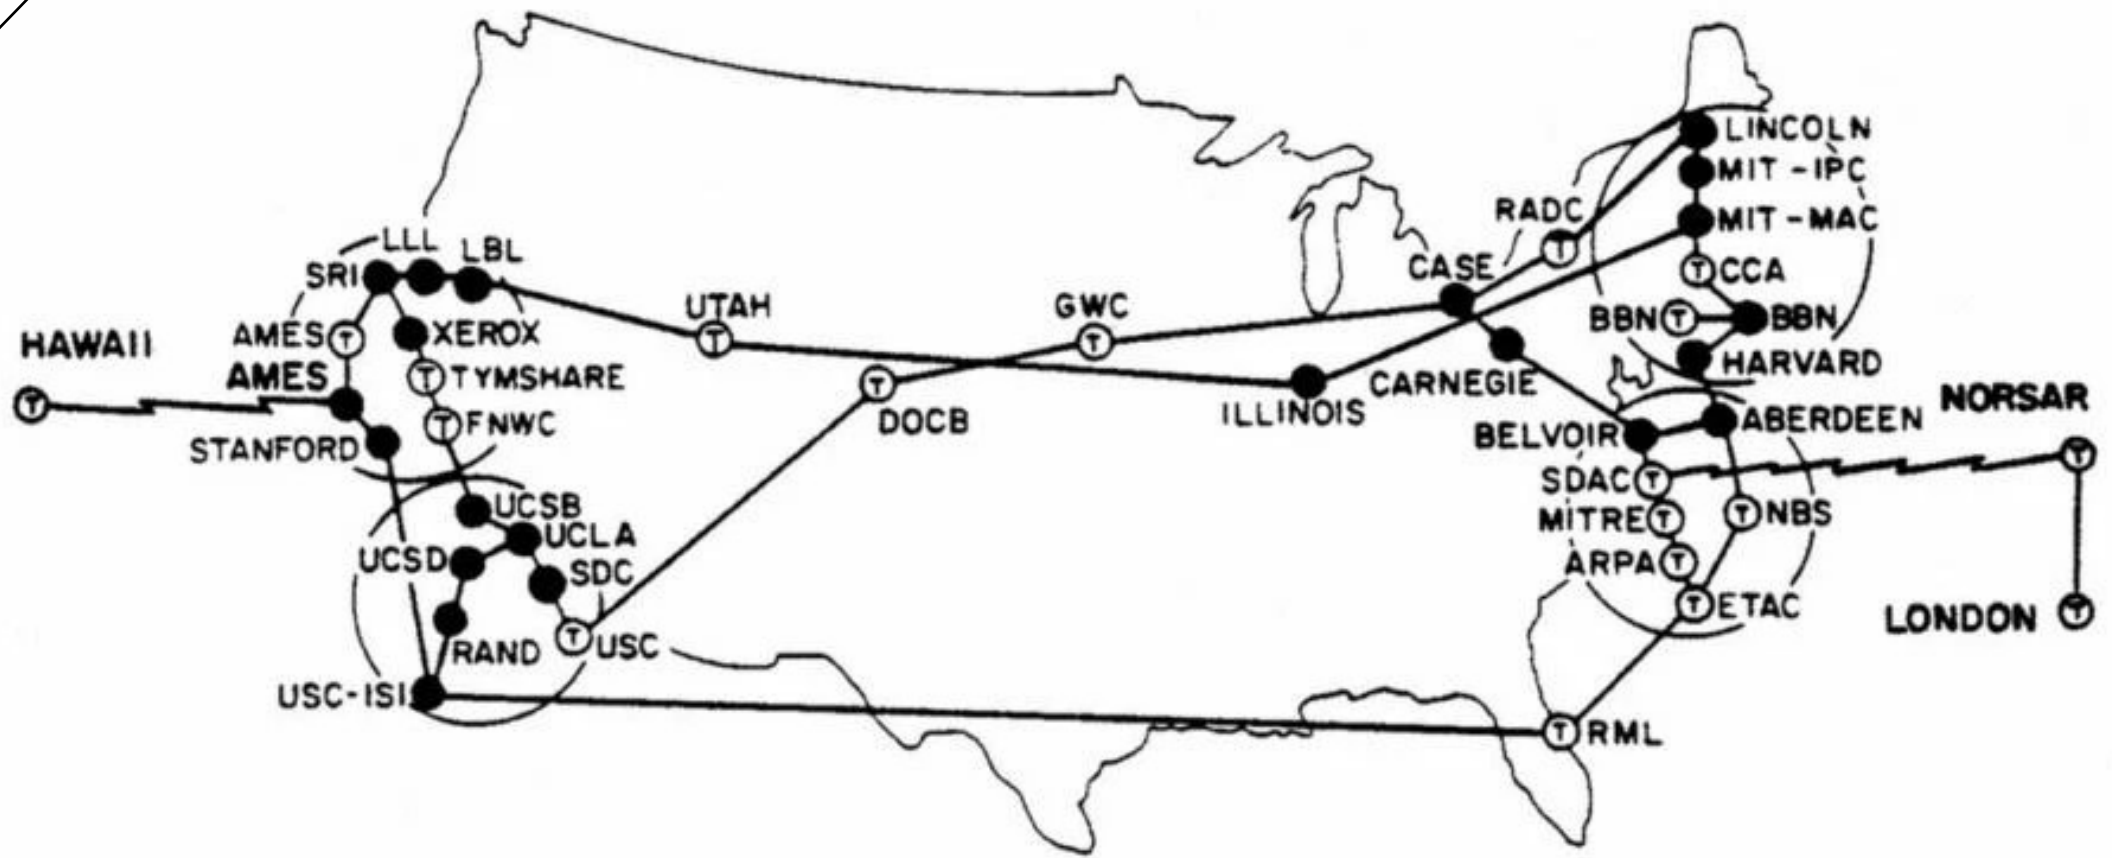 LINCOLN
MIT-IPC
MIT-MAC
RADC
LLL
LBL
SRI
CASE
CCA
UTAH
GWC
BBN T
BBN
AMES T
XEROX
HAWAII
HARVARD
AMES
T TYMSHARE
CARNEGIE
ILLINOIS
DOCB
NORSAR
T FNWC
ABERDEEN
STANFORD
BELVOIR
SDAC T
UCSB
MITRE T
T NBS
UCLA
UCSD
SDC
ARPA T
T ETAC
LONDON T
RAND
T USC
USC-ISI
T RML
T
T
T
T
T
T
T